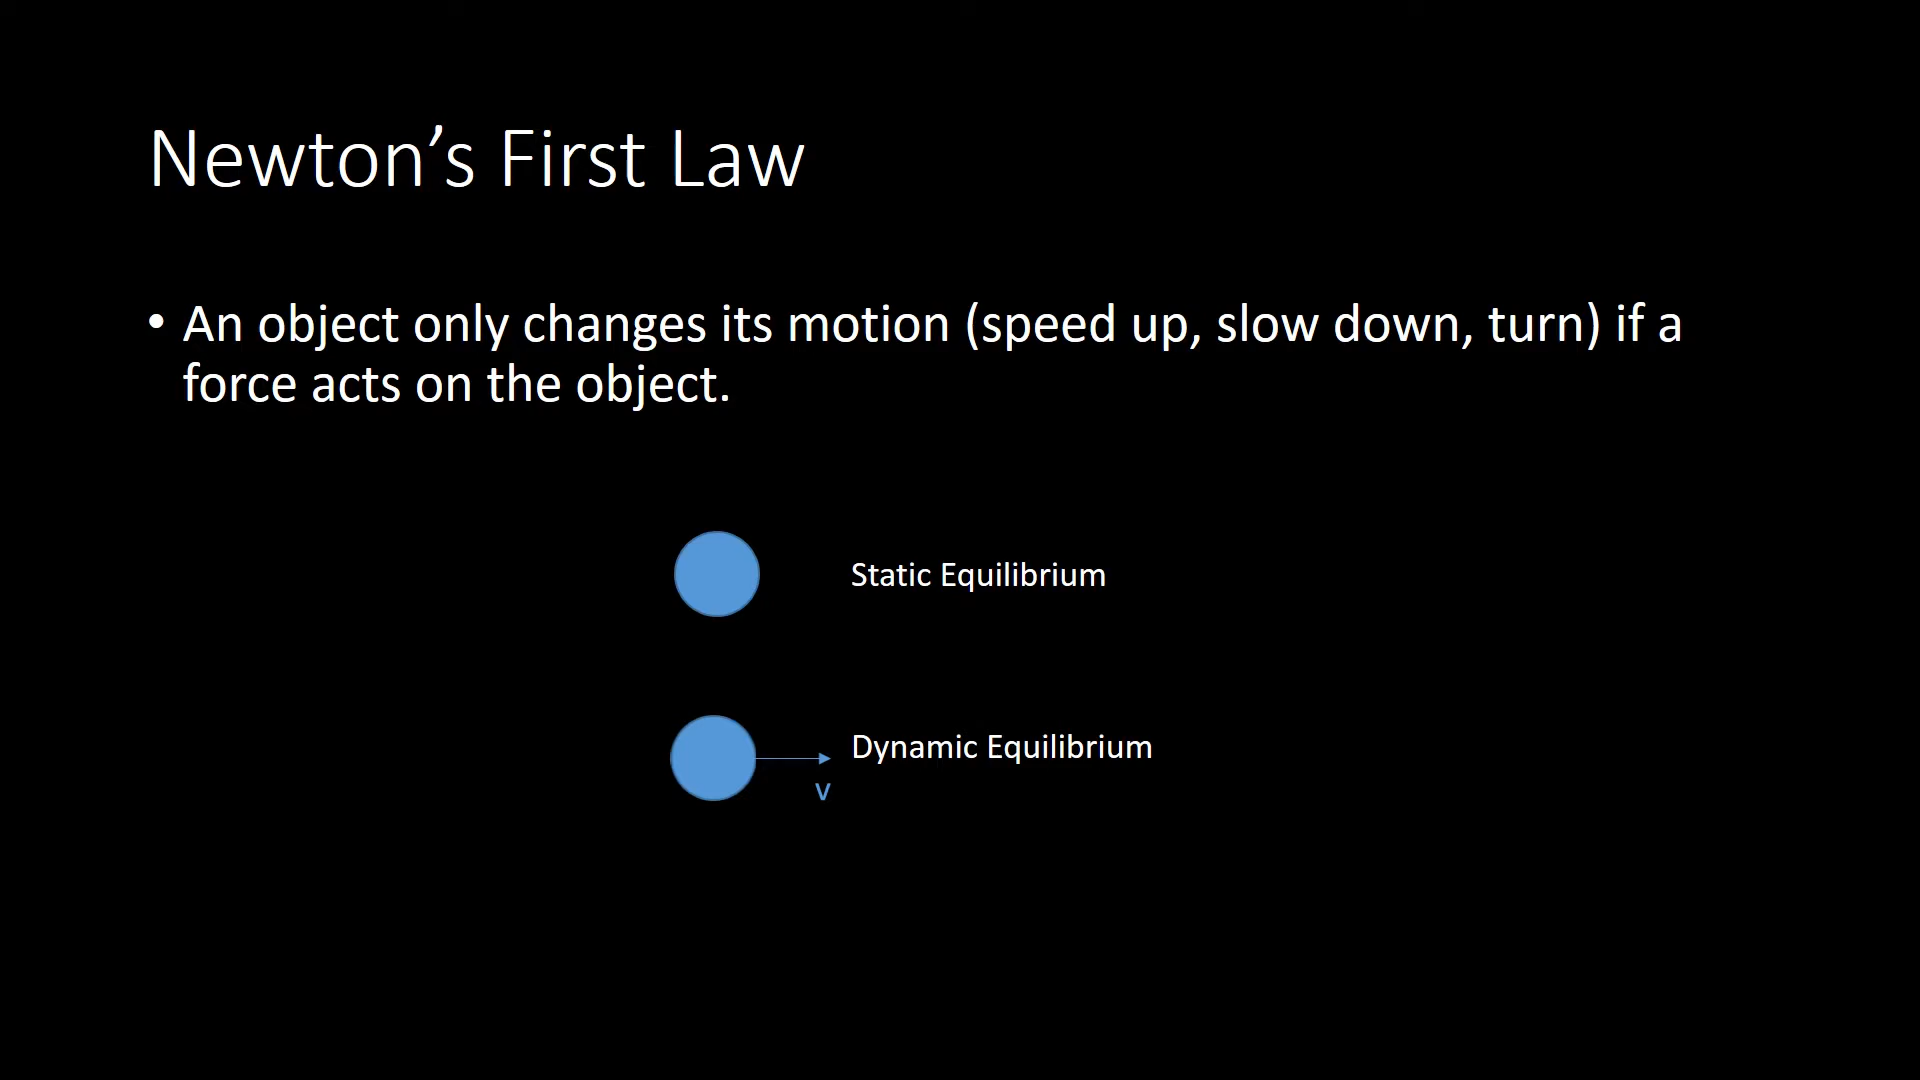 Newton’s First Law
• An object only changes its motion (speed up, slow down, turn) if a
force acts on the object.
Static Equilibrium
Dynamic Equilibrium
v